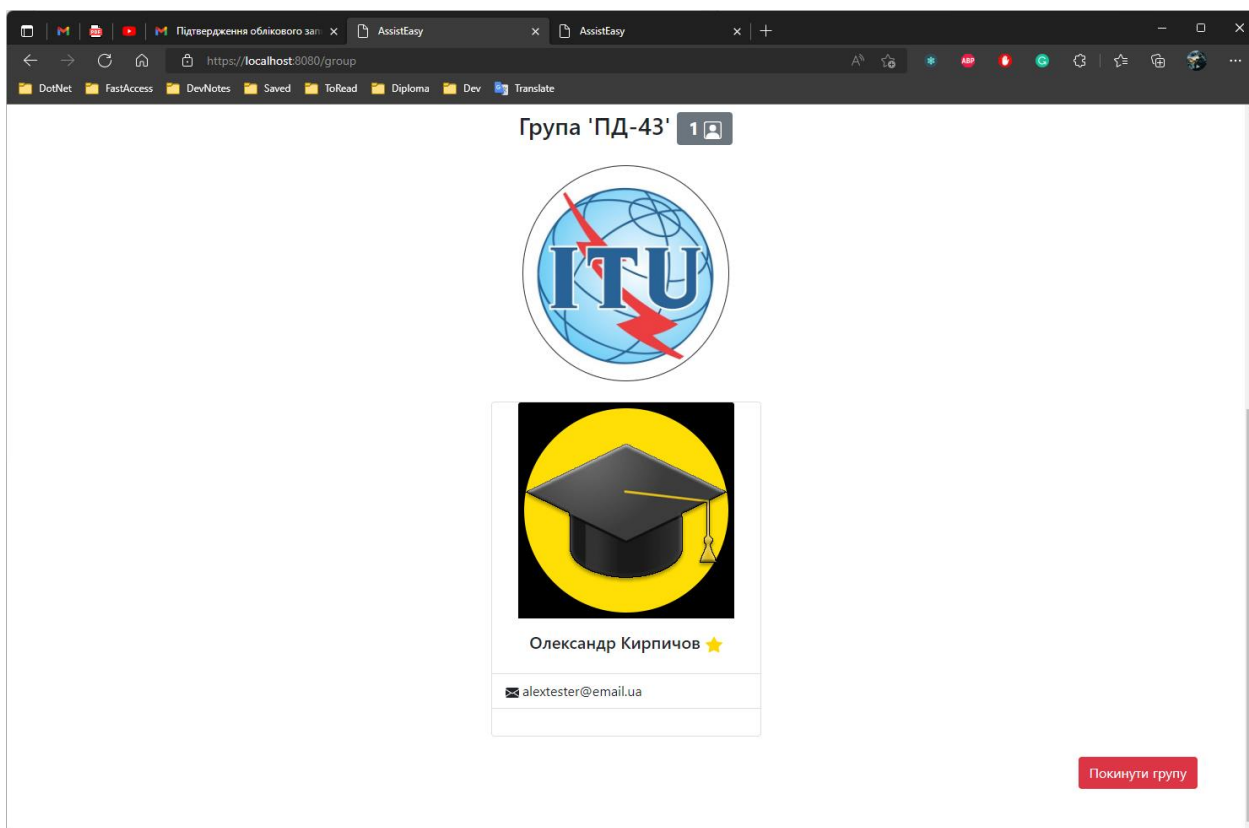 Підтвердження облікового зап
AssistEasy
AssistEasy
https://localhost:8080/group
ABP
DotNet
FastAccess
DevNotes
Saved
ToRead
Diploma
Dev
Translate
Група 'ПД-43' 1
ITU
Олександр Кирпичов
alextester@email.ua
Покинути групу